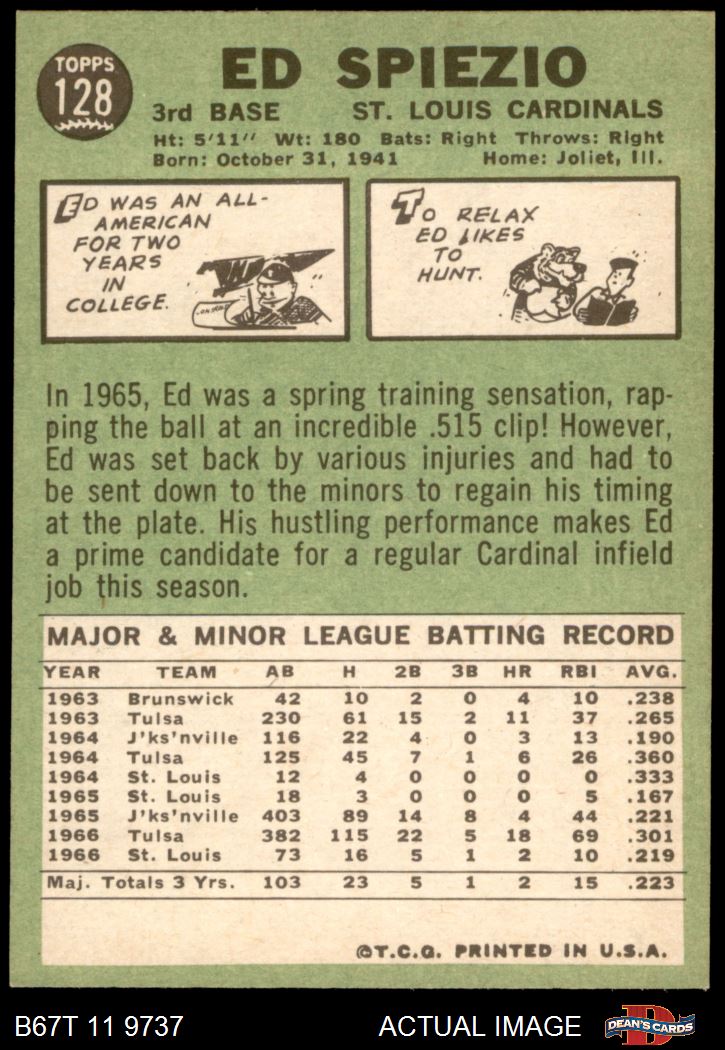 TOPPS
128
ED SPIEZIO
3rd BASE ST. LOUIS CARDINALS
Ht: 5'11" Wt: 180 Bats: Right Throws: Right
Born: October 31, 1941 Home: Joliet, Ill.
ED WAS AN ALL-
AMERICAN
FOR TWO
YEARS
IN
COLLEGE.
TO RELAX
ED LIKES
TO
HUNT.
In 1965, Ed was a spring training sensation, rap-
ping the ball at an incredible .515 clip! However,
Ed was set back by various injuries and had to
be sent down to the minors to regain his timing
at the plate. His hustling performance makes Ed
a prime candidate for a regular Cardinal infield
job this season.
MAJOR & MINOR LEAGUE BATTING RECORD
YEAR TEAM AB H 2B 3B HR RBI AVG.
1963 Brunswick 42 10 2 0 4 10 .238
1963 Tulsa 230 61 15 2 11 37 .265
1964 J'ks'nville 116 22 4 0 3 13 .190
1964 Tulsa 125 45 7 1 6 26 .360
1964 St. Louis 12 4 0 0 0 0 .333
1965 St. Louis 18 3 0 0 0 5 .167
1965 J'ks'nville 403 89 14 8 4 44 .221
1966 Tulsa 382 115 22 5 18 69 .301
1966 St. Louis 73 16 5 1 2 10 .219
Maj. Totals 3 Yrs. 103 23 5 1 2 15 .223
©T.C.G. PRINTED IN U.S.A.
B67T 11 9737 ACTUAL IMAGE
DEAN'S CARDS